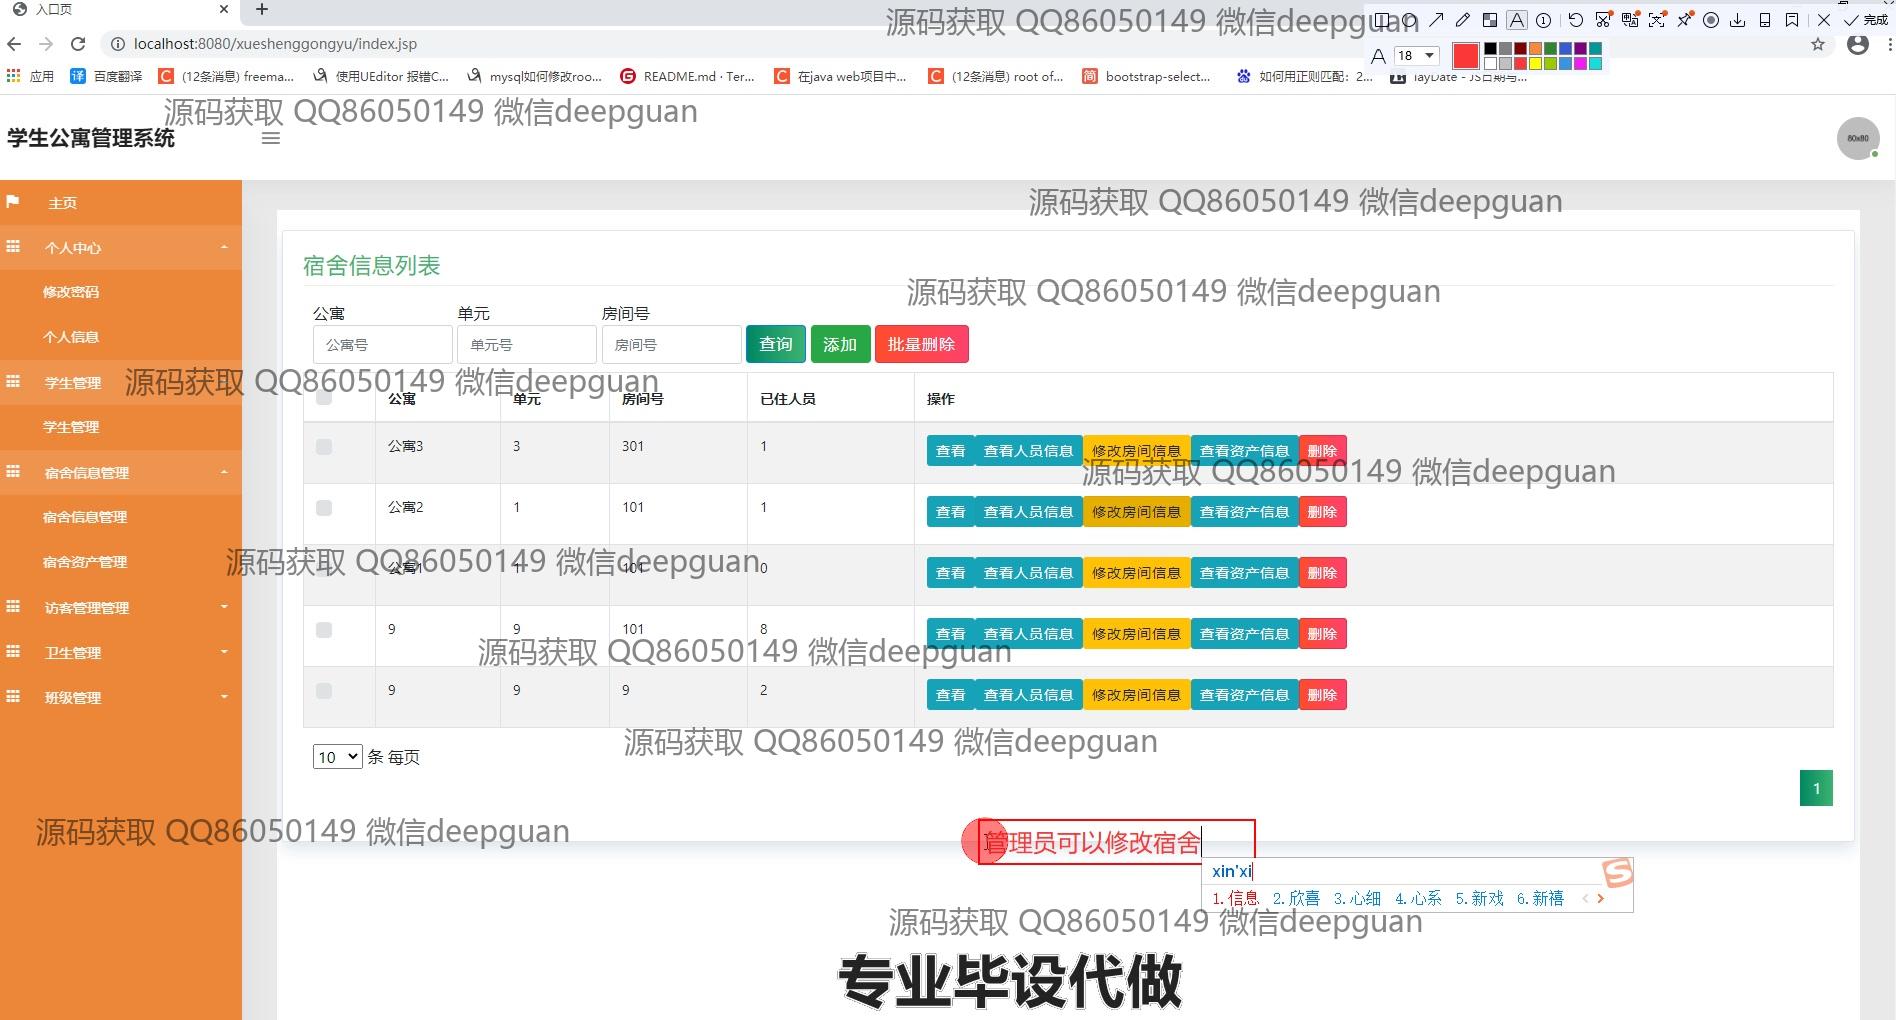 入口页
源码获取 QQ86050149 微信deepguan
完成
localhost:8080/xueshenggongyu/index.jsp
A 18
应用 百度翻译 (12条消息) freema... 使用UEditor 报错C... mysql如何修改roo... README.md · Ter... 在java web项目中... (12条消息) root of... bootstrap-select... 如何用正则匹配：2... layDate - JS日期与...
源码获取 QQ86050149 微信deepguan
学生公寓管理系统
80x80
主页
源码获取 QQ86050149 微信deepguan
个人中心
宿舍信息列表
修改密码
源码获取 QQ86050149 微信deepguan
公寓 单元 房间号
个人信息
公寓号 单元号 房间号 查询 添加 批量删除
学生管理
源码获取 QQ86050149 微信deepguan
公寓 单元 房间号 已住人员 操作
学生管理
公寓3 3 301 1 查看 查看人员信息 修改房间信息 查看资产信息 删除
宿舍信息管理
源码获取 QQ86050149 微信deepguan
宿舍信息管理
公寓2 1 101 1 查看 查看人员信息 修改房间信息 查看资产信息 删除
宿舍资产管理
源码获取 QQ86050149 微信deepguan
公寓1 1 101 0 查看 查看人员信息 修改房间信息 查看资产信息 删除
访客管理管理
9 9 101 8 查看 查看人员信息 修改房间信息 查看资产信息 删除
卫生管理
源码获取 QQ86050149 微信deepguan
班级管理
9 9 9 2 查看 查看人员信息 修改房间信息 查看资产信息 删除
源码获取 QQ86050149 微信deepguan
10 条 每页
1
源码获取 QQ86050149 微信deepguan
管理员可以修改宿舍
xin'xi
1.信息 2.欣喜 3.心细 4.心系 5.新戏 6.新禧
源码获取 QQ86050149 微信deepguan
专业毕设代做